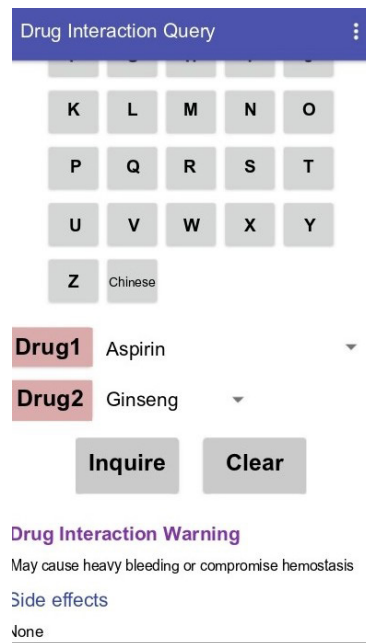 Drug Interaction Query
K L M N O
P Q R S T
U V W X Y
Z Chinese
Drug1 Aspirin
Drug2 Ginseng
Inquire Clear
Drug Interaction Warning
May cause heavy bleeding or compromise hemostasis
Side effects
None